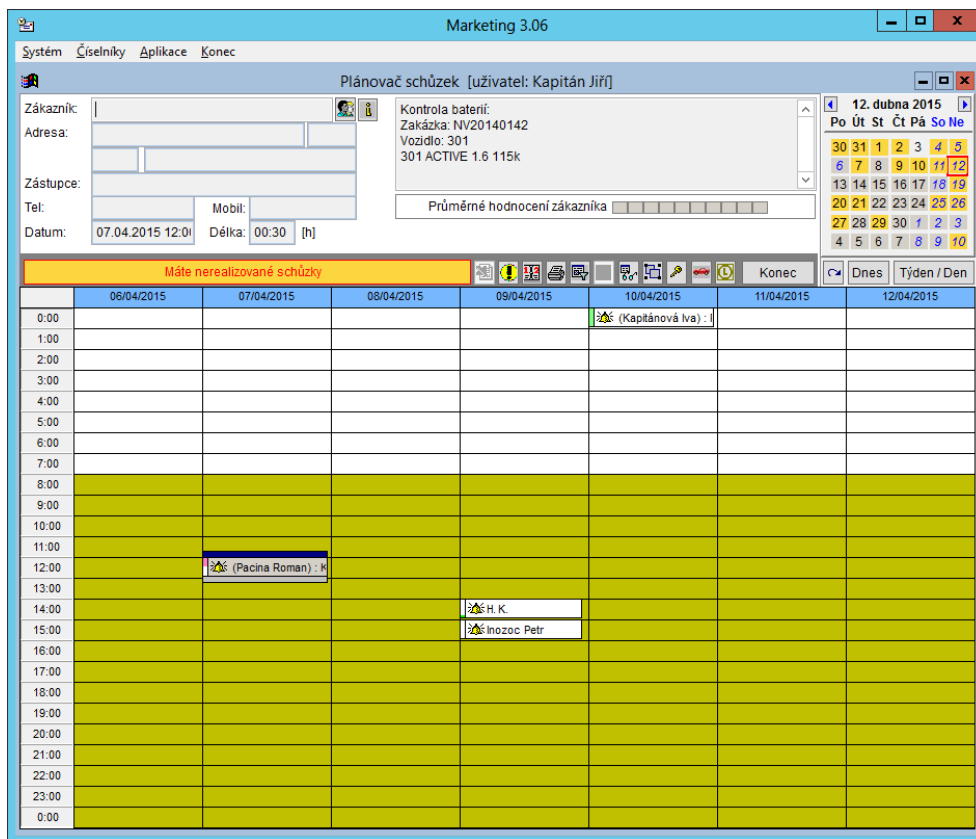 Marketing 3.06
Systém Číselníky Aplikace Konec
Plánovač schůzek [uživatel: Kapitán Jiří]
Zákazník:
Adresa:
Zástupce:
Tel: Mobil:
Datum: 07.04.2015 12:0 Délka: 00:30 [h]
Kontrola baterií:
Zakázka: NV20140142
Vozidlo: 301
301 ACTIVE 1.6 115k
Průměrné hodnocení zákazníka
12. dubna 2015
Po Út St Čt Pá So Ne
30 31 1 2 3 4 5
6 7 8 9 10 11 12
13 14 15 16 17 18 19
20 21 22 23 24 25 26
27 28 29 30 1 2 3
4 5 6 7 8 9 10
Máte nerealizované schůzky Konec Dnes Týden / Den
06/04/2015 07/04/2015 08/04/2015 09/04/2015 10/04/2015 11/04/2015 12/04/2015
0:00 (Kapitánová Iva) :
1:00
2:00
3:00
4:00
5:00
6:00
7:00
8:00
9:00
10:00
11:00
12:00 (Pacina Roman) : K
13:00
14:00 H. K.
15:00 Inozoc Petr
16:00
17:00
18:00
19:00
20:00
21:00
22:00
23:00
0:00